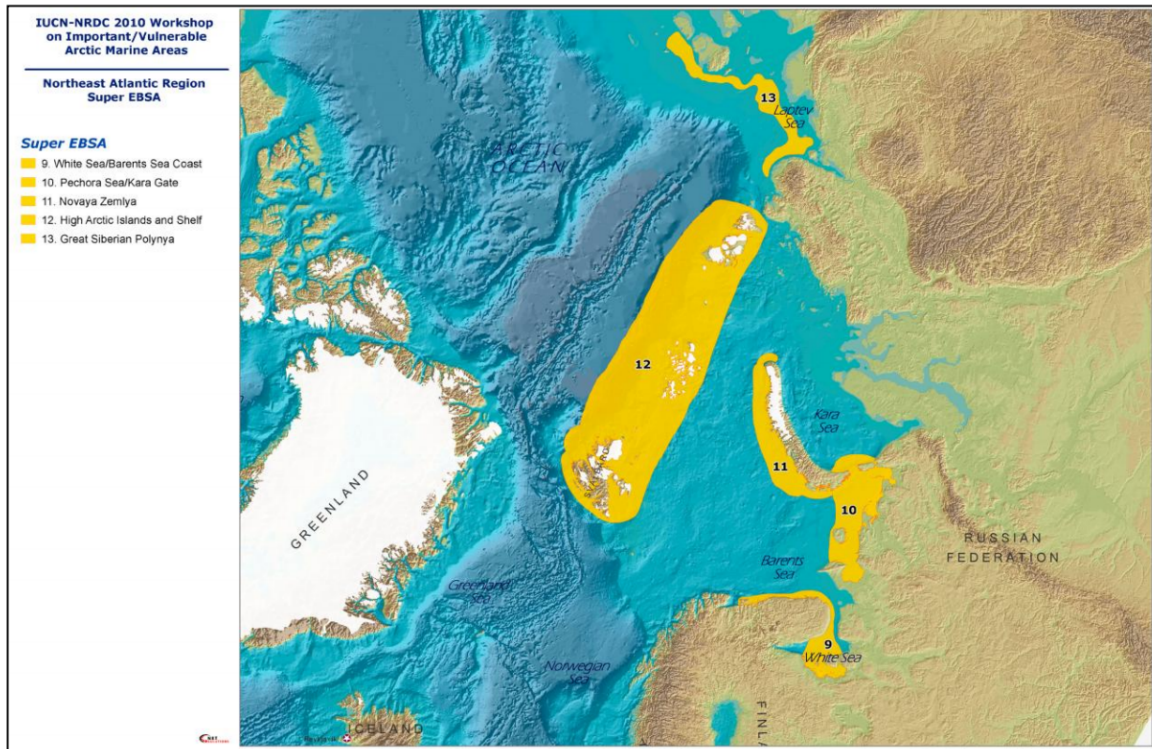 IUCN-NRDC 2010 Workshop
on Important/Vulnerable
Arctic Marine Areas
Northeast Atlantic Region
Super EBSA
Super EBSA
9. White Sea/Barents Sea Coast
10. Pechora Sea/Kara Gate
11. Novaya Zemlya
12. High Arctic Islands and Shelf
13. Great Siberian Polynya
13
Laptev
Sea
ARCTIC
OCEAN
12
Kara
Sea
11
10
GREENLAND
RUSSIAN
FEDERATION
Barents
Sea
Greenland
Sea
9
White Sea
Norwegian
Sea
ICELAND